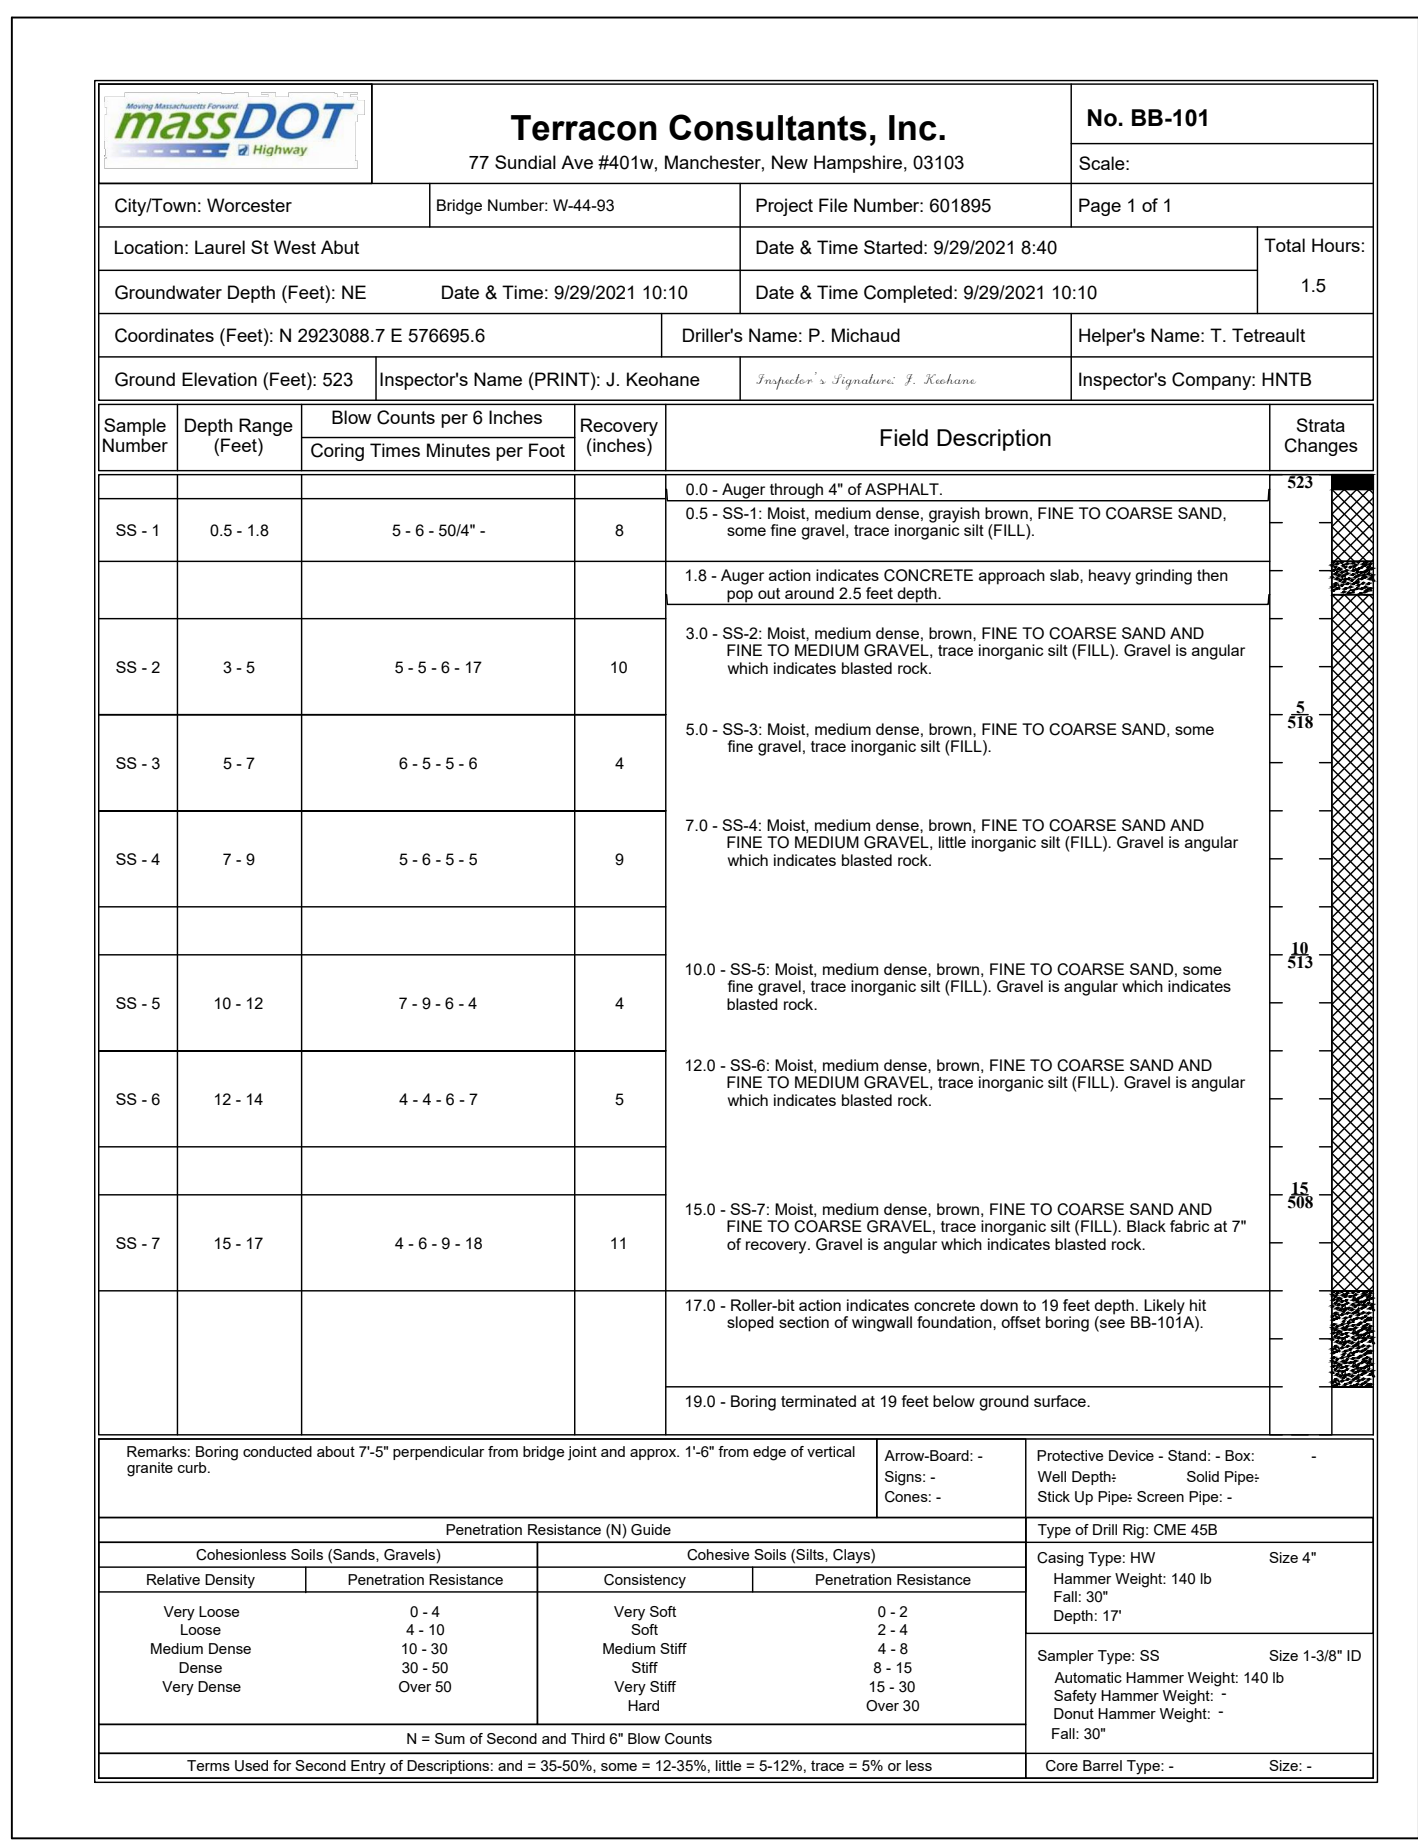 Moving Massachusetts Forward.
massDOT
Highway
Terracon Consultants, Inc.
77 Sundial Ave #401w, Manchester, New Hampshire, 03103
No. BB-101
Scale:
City/Town: Worcester
Bridge Number: W-44-93
Project File Number: 601895
Page 1 of 1
Location: Laurel St West Abut
Date & Time Started: 9/29/2021 8:40
Total Hours:
1.5
Groundwater Depth (Feet): NE Date & Time: 9/29/2021 10:10
Date & Time Completed: 9/29/2021 10:10
Coordinates (Feet): N 2923088.7 E 576695.6
Driller's Name: P. Michaud
Helper's Name: T. Tetreault
Ground Elevation (Feet): 523
Inspector's Name (PRINT): J. Keohane
Inspector's Signature: J. Keohane
Inspector's Company: HNTB
Sample Number
Depth Range (Feet)
Blow Counts per 6 Inches
Coring Times Minutes per Foot
Recovery (inches)
Field Description
Strata Changes
0.0 - Auger through 4" of ASPHALT.
523
SS - 1 0.5 - 1.8 5 - 6 - 50/4" - 8
0.5 - SS-1: Moist, medium dense, grayish brown, FINE TO COARSE SAND,
some fine gravel, trace inorganic silt (FILL).
1.8 - Auger action indicates CONCRETE approach slab, heavy grinding then
pop out around 2.5 feet depth.
SS - 2 3 - 5 5 - 5 - 6 - 17 10
3.0 - SS-2: Moist, medium dense, brown, FINE TO COARSE SAND AND
FINE TO MEDIUM GRAVEL, trace inorganic silt (FILL). Gravel is angular
which indicates blasted rock.
5
518
SS - 3 5 - 7 6 - 5 - 5 - 6 4
5.0 - SS-3: Moist, medium dense, brown, FINE TO COARSE SAND, some
fine gravel, trace inorganic silt (FILL).
SS - 4 7 - 9 5 - 6 - 5 - 5 9
7.0 - SS-4: Moist, medium dense, brown, FINE TO COARSE SAND AND
FINE TO MEDIUM GRAVEL, little inorganic silt (FILL). Gravel is angular
which indicates blasted rock.
10
513
SS - 5 10 - 12 7 - 9 - 6 - 4 4
10.0 - SS-5: Moist, medium dense, brown, FINE TO COARSE SAND, some
fine gravel, trace inorganic silt (FILL). Gravel is angular which indicates
blasted rock.
SS - 6 12 - 14 4 - 4 - 6 - 7 5
12.0 - SS-6: Moist, medium dense, brown, FINE TO COARSE SAND AND
FINE TO MEDIUM GRAVEL, trace inorganic silt (FILL). Gravel is angular
which indicates blasted rock.
15
508
SS - 7 15 - 17 4 - 6 - 9 - 18 11
15.0 - SS-7: Moist, medium dense, brown, FINE TO COARSE SAND AND
FINE TO COARSE GRAVEL, trace inorganic silt (FILL). Black fabric at 7"
of recovery. Gravel is angular which indicates blasted rock.
17.0 - Roller-bit action indicates concrete down to 19 feet depth. Likely hit
sloped section of wingwall foundation, offset boring (see BB-101A).
19.0 - Boring terminated at 19 feet below ground surface.
Remarks: Boring conducted about 7'-5" perpendicular from bridge joint and approx. 1'-6" from edge of vertical
granite curb.
Arrow-Board: -
Signs: -
Cones: -
Protective Device - Stand: - Box: -
Well Depth: - Solid Pipe: -
Stick Up Pipe: - Screen Pipe: -
Penetration Resistance (N) Guide
Type of Drill Rig: CME 45B
Cohesionless Soils (Sands, Gravels)
Cohesive Soils (Silts, Clays)
Relative Density Penetration Resistance Consistency Penetration Resistance
Very Loose 0 - 4 Very Soft 0 - 2
Loose 4 - 10 Soft 2 - 4
Medium Dense 10 - 30 Medium Stiff 4 - 8
Dense 30 - 50 Stiff 8 - 15
Very Dense Over 50 Very Stiff 15 - 30
Hard Over 30
N = Sum of Second and Third 6" Blow Counts
Terms Used for Second Entry of Descriptions: and = 35-50%, some = 12-35%, little = 5-12%, trace = 5% or less
Casing Type: HW Size 4"
Hammer Weight: 140 lb
Fall: 30"
Depth: 17'
Sampler Type: SS Size 1-3/8" ID
Automatic Hammer Weight: 140 lb
Safety Hammer Weight: -
Donut Hammer Weight: -
Fall: 30"
Core Barrel Type: - Size: -